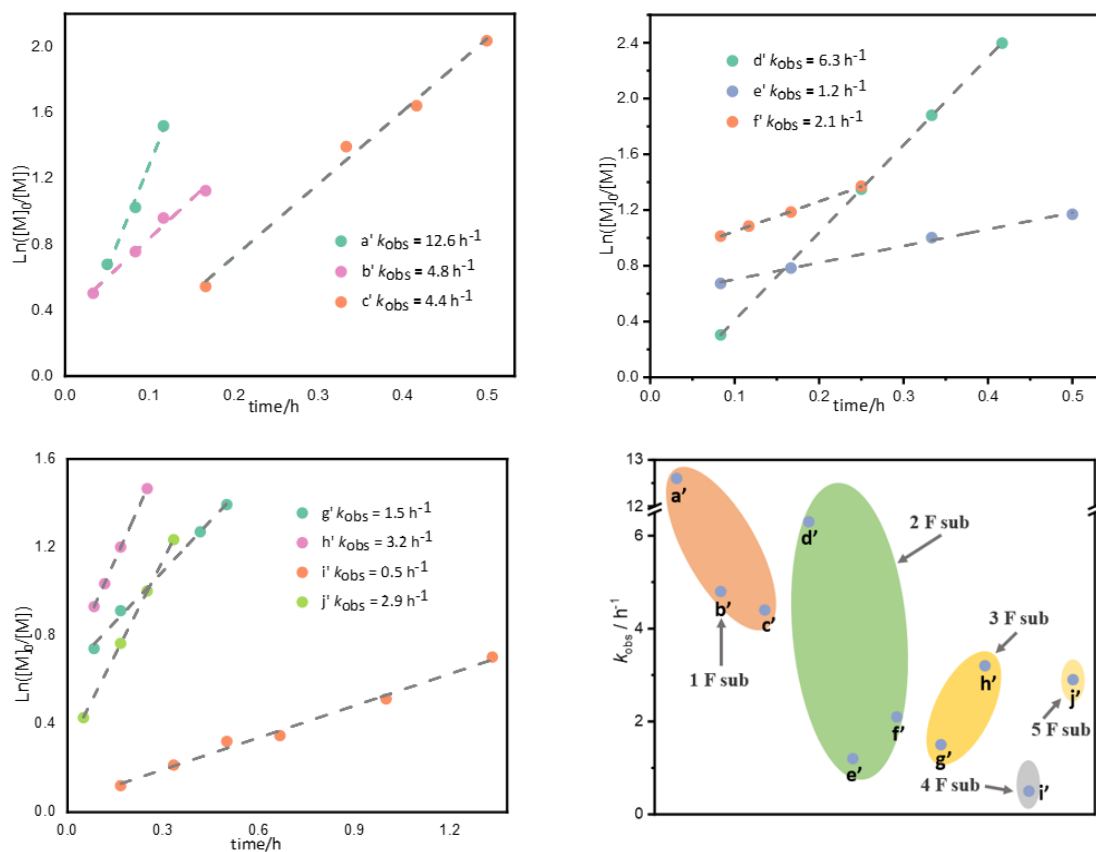 2.0
1.6
1.2
0.8
0.4
0.0
Ln([M]₀/[M])
a' kobs = 12.6 h⁻¹
b' kobs = 4.8 h⁻¹
c' kobs = 4.4 h⁻¹
0.0 0.1 0.2 0.3 0.4 0.5
time/h
2.4
2.0
1.6
1.2
0.8
0.4
0.0
Ln([M]₀/[M])
d' kobs = 6.3 h⁻¹
e' kobs = 1.2 h⁻¹
f' kobs = 2.1 h⁻¹
0.0 0.1 0.2 0.3 0.4 0.5
time/h
1.6
1.2
0.8
0.4
0.0
Ln([M]₀/[M])
g' kobs = 1.5 h⁻¹
h' kobs = 3.2 h⁻¹
i' kobs = 0.5 h⁻¹
j' kobs = 2.9 h⁻¹
0.0 0.3 0.6 0.9 1.2
time/h
13
12
6
4
2
0
kobs / h⁻¹
a'
b'
c'
1 F sub
d'
e'
f'
2 F sub
g'
h'
3 F sub
i'
4 F sub
j'
5 F sub